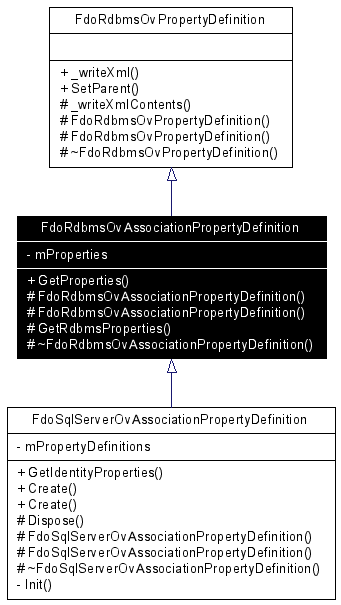 FdoRdbmsOvPropertyDefinition
+ _writeXml()
+ SetParent()
# _writeXmlContents()
# FdoRdbmsOvPropertyDefinition()
# FdoRdbmsOvPropertyDefinition()
# ~FdoRdbmsOvPropertyDefinition()
FdoRdbmsOvAssociationPropertyDefinition
- mProperties
+ GetProperties()
# FdoRdbmsOvAssociationPropertyDefinition()
# FdoRdbmsOvAssociationPropertyDefinition()
# GetRdbmsProperties()
# ~FdoRdbmsOvAssociationPropertyDefinition()
FdoSqlServerOvAssociationPropertyDefinition
- mPropertyDefinitions
+ GetIdentityProperties()
+ Create()
+ Create()
# Dispose()
# FdoSqlServerOvAssociationPropertyDefinition()
# FdoSqlServerOvAssociationPropertyDefinition()
# ~FdoSqlServerOvAssociationPropertyDefinition()
- Init()